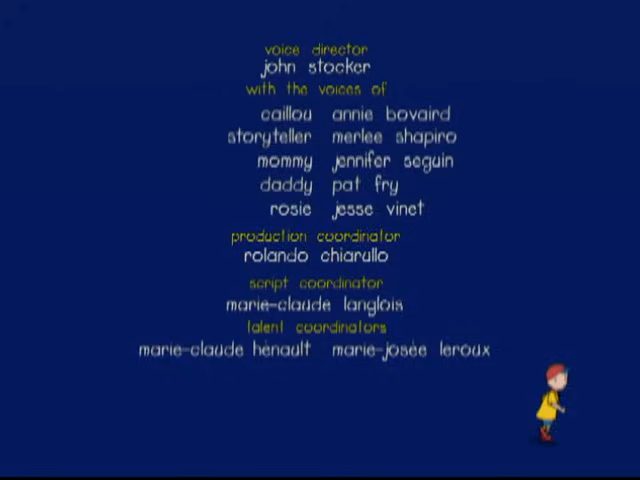 voice director
john stocker
with the voices of
caillou annie bovaird
storyteller merlee shapiro
mommy jennifer seguin
daddy pat fry
rosie jesse vinet
production coordinator
rolando chiarullo
script coordinator
marie-claude langlois
talent coordinators
marie-claude hénault marie-josée leroux